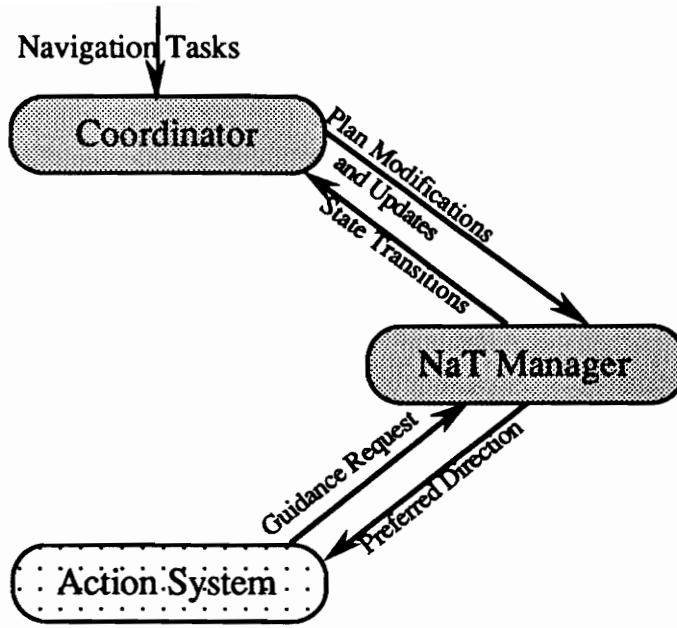 Navigation Tasks
Coordinator
Plan Modifications
and Updates
State Transitions
NaT Manager
Guidance Request
Preferred Direction
Action System